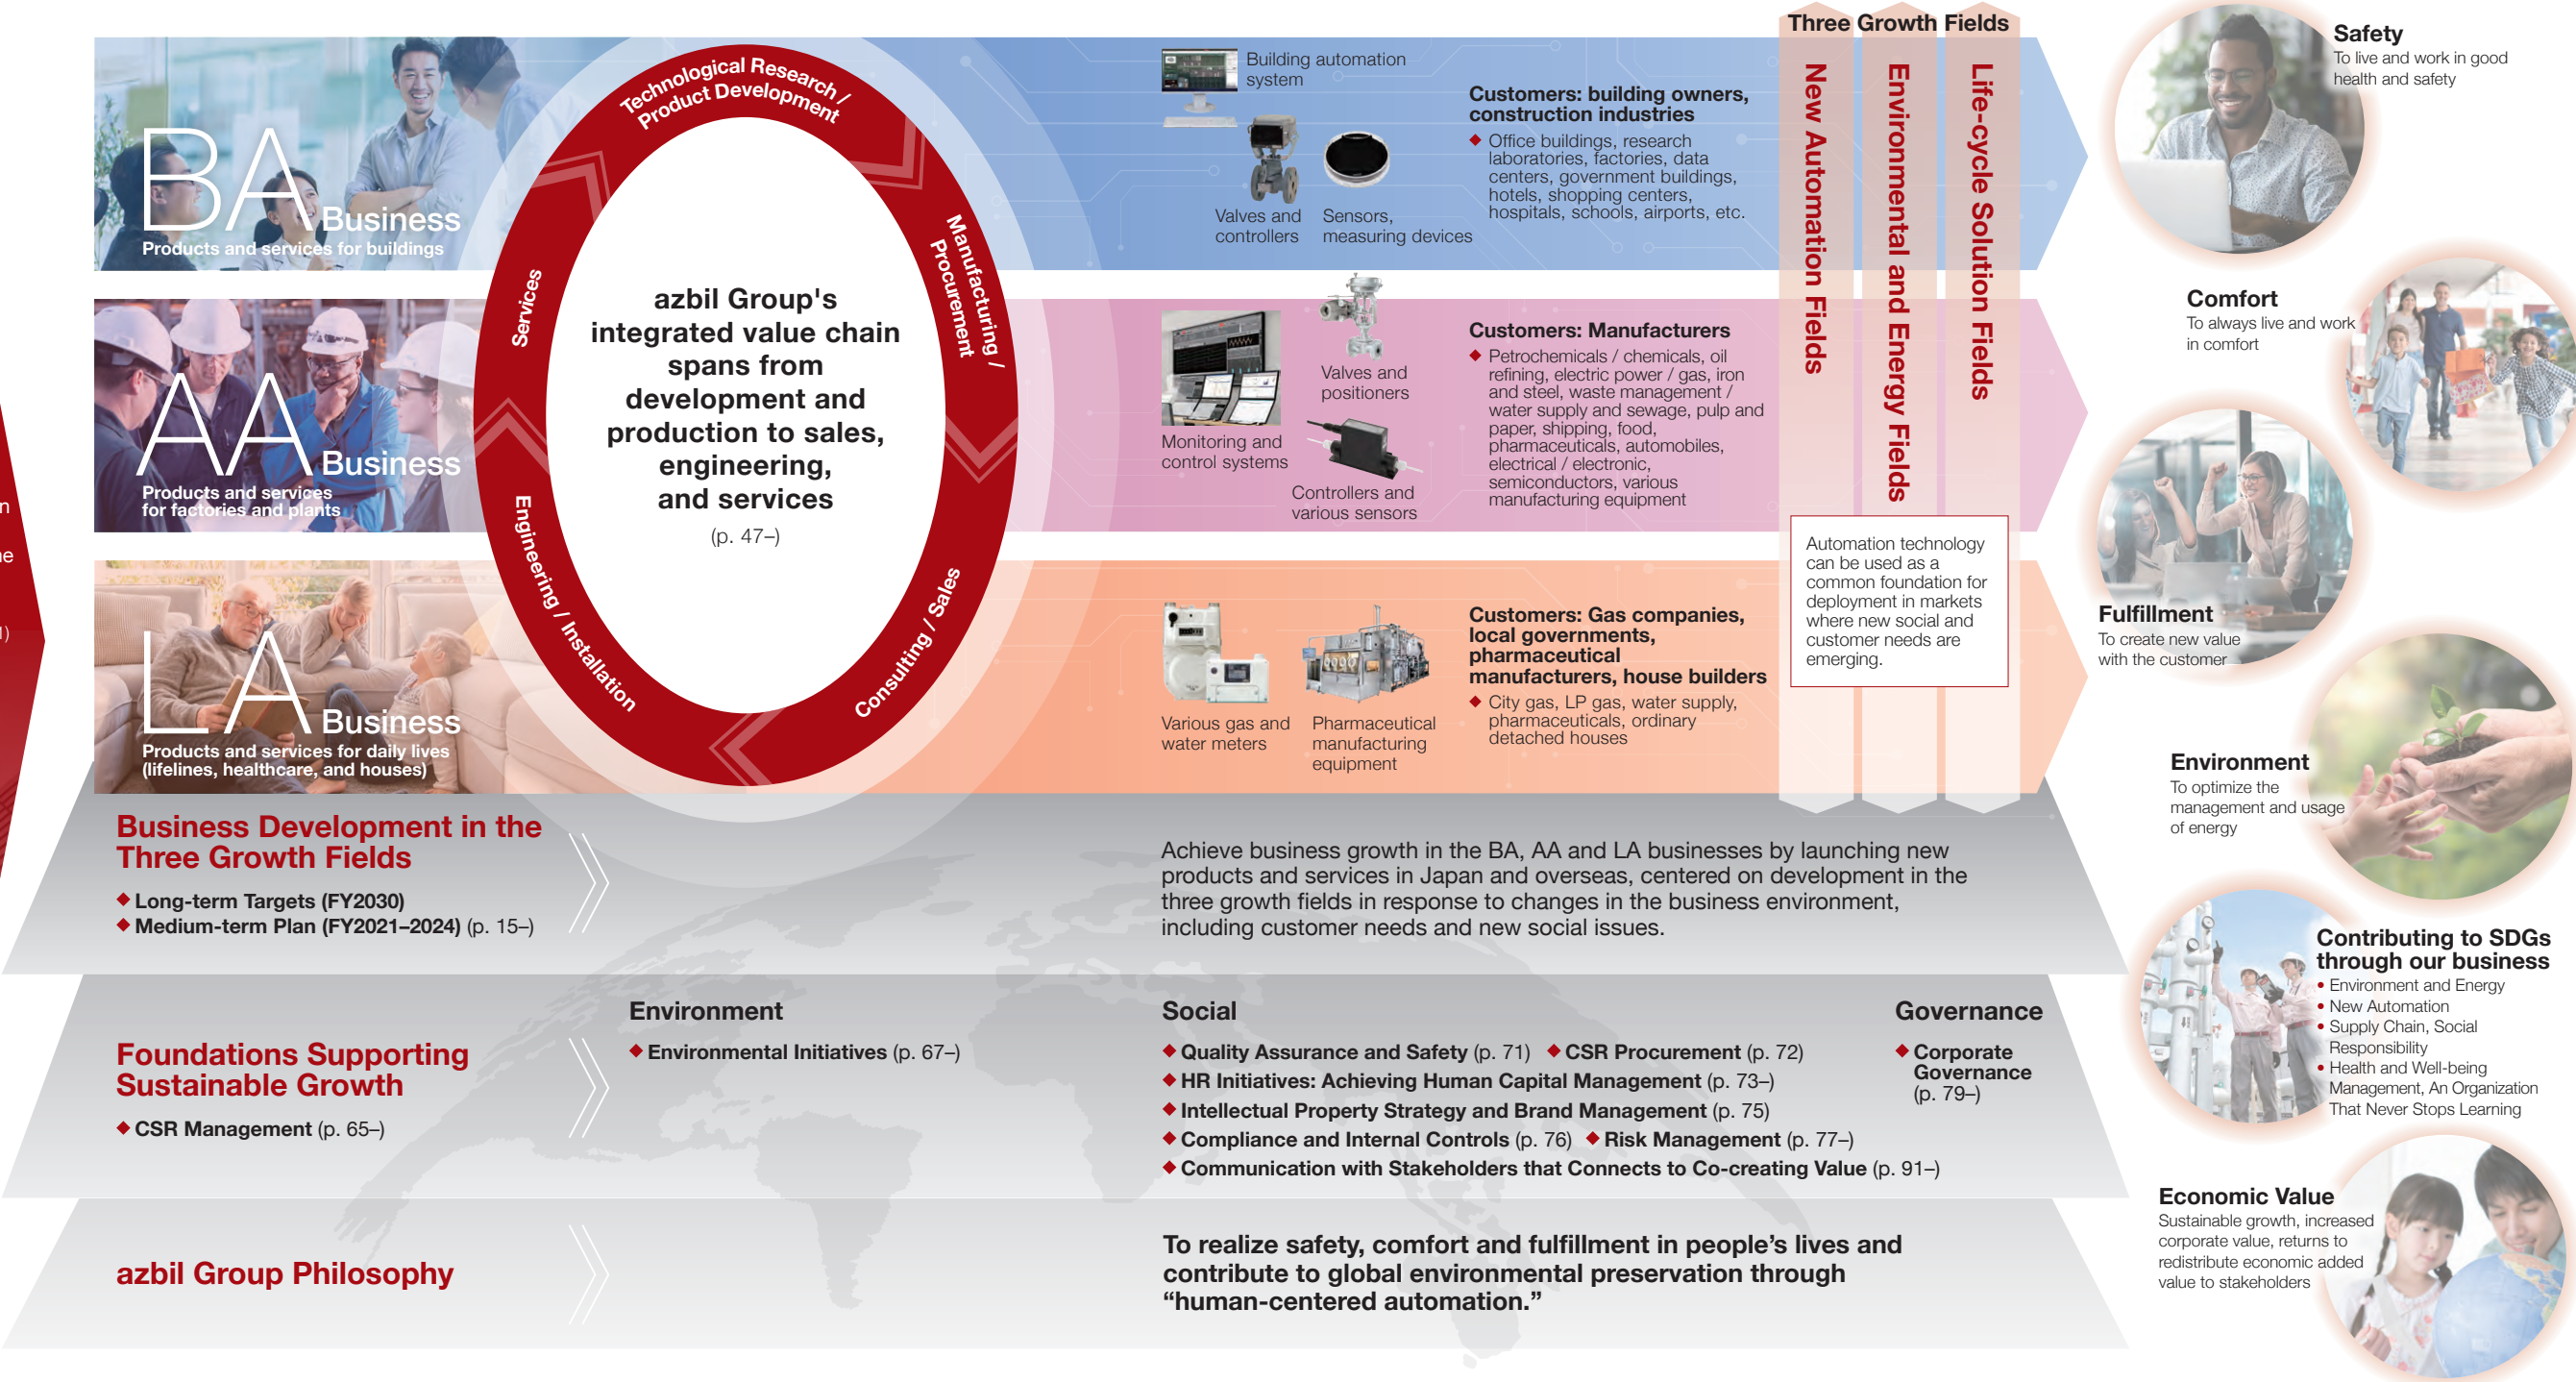 BA Business
Products and services for buildings
AA Business
Products and services
for factories and plants
LA Business
Products and services for daily lives
(lifelines, healthcare, and houses)
Technological Research /
Product Development
Manufacturing /
Procurement
Consulting / Sales
Engineering / Installation
Services
azbil Group's
integrated value chain
spans from
development and
production to sales,
engineering,
and services
(p. 47–)
Building automation
system
Valves and
controllers
Sensors,
measuring devices
Customers: building owners,
construction industries
◆ Office buildings, research
laboratories, factories, data
centers, government buildings,
hotels, shopping centers,
hospitals, schools, airports, etc.
Monitoring and
control systems
Valves and
positioners
Controllers and
various sensors
Customers: Manufacturers
◆ Petrochemicals / chemicals, oil
refining, electric power / gas, iron
and steel, waste management /
water supply and sewage, pulp and
paper, shipping, food,
pharmaceuticals, automobiles,
electrical / electronic,
semiconductors, various
manufacturing equipment
Various gas and
water meters
Pharmaceutical
manufacturing
equipment
Customers: Gas companies,
local governments,
pharmaceutical
manufacturers, house builders
◆ City gas, LP gas, water supply,
pharmaceuticals, ordinary
detached houses
Three Growth Fields
New Automation Fields
Environmental and Energy Fields
Life-cycle Solution Fields
Automation technology
can be used as a
common foundation for
deployment in markets
where new social and
customer needs are
emerging.
Safety
To live and work in good
health and safety
Comfort
To always live and work
in comfort
Fulfillment
To create new value
with the customer
Environment
To optimize the
management and usage
of energy
Contributing to SDGs
through our business
• Environment and Energy
• New Automation
• Supply Chain, Social
Responsibility
• Health and Well-being
Management, An Organization
That Never Stops Learning
Economic Value
Sustainable growth, increased
corporate value, returns to
redistribute economic added
value to stakeholders
Business Development in the
Three Growth Fields
◆ Long-term Targets (FY2030)
◆ Medium-term Plan (FY2021–2024) (p. 15–)
Achieve business growth in the BA, AA and LA businesses by launching new
products and services in Japan and overseas, centered on development in the
three growth fields in response to changes in the business environment,
including customer needs and new social issues.
Foundations Supporting
Sustainable Growth
◆ CSR Management (p. 65–)
Environment
◆ Environmental Initiatives (p. 67–)
Social
◆ Quality Assurance and Safety (p. 71) ◆ CSR Procurement (p. 72)
◆ HR Initiatives: Achieving Human Capital Management (p. 73–)
◆ Intellectual Property Strategy and Brand Management (p. 75)
◆ Compliance and Internal Controls (p. 76) ◆ Risk Management (p. 77–)
◆ Communication with Stakeholders that Connects to Co-creating Value (p. 91–)
Governance
◆ Corporate
Governance
(p. 79–)
azbil Group Philosophy
To realize safety, comfort and fulfillment in people’s lives and
contribute to global environmental preservation through
“human-centered automation.”